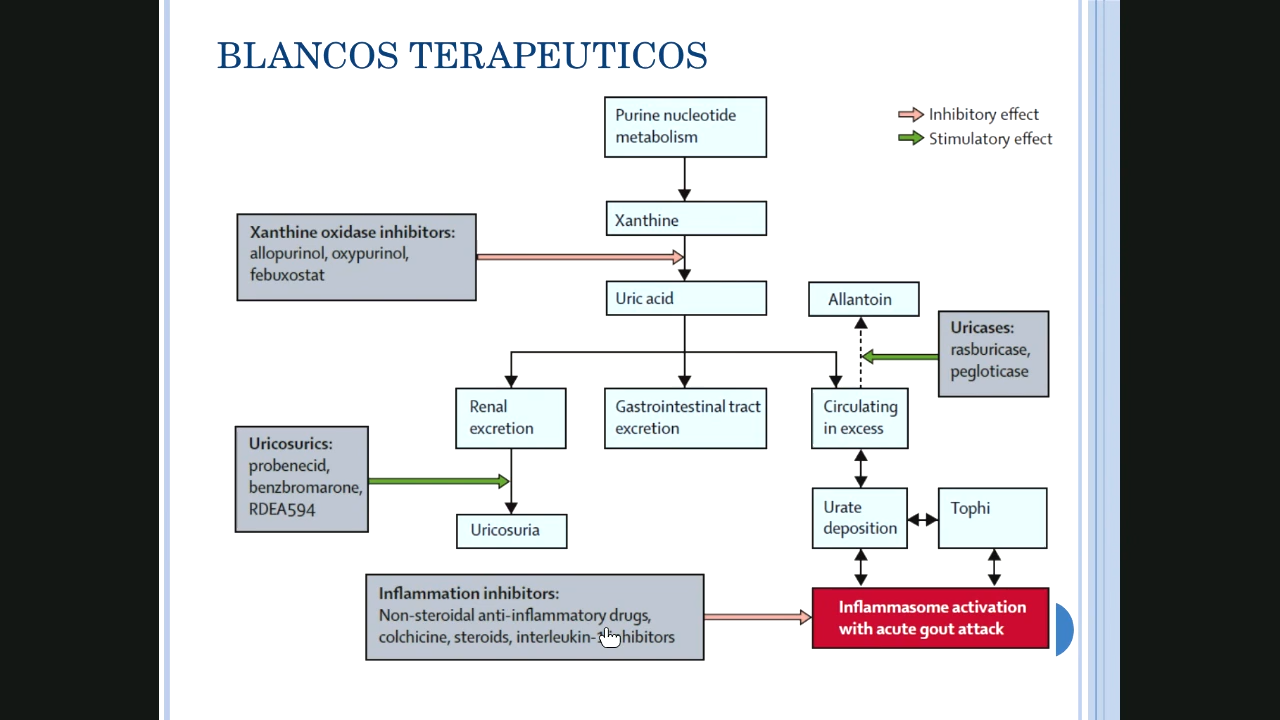 BLANCOS TERAPEUTICOS
Purine nucleotide
metabolism
Inhibitory effect
Stimulatory effect
Xanthine
Xanthine oxidase inhibitors:
allopurinol, oxypurinol,
febuxostat
Uric acid
Allantoin
Uricases:
rasburicase,
pegloticase
Renal
excretion
Gastrointestinal tract
excretion
Circulating
in excess
Uricosurics:
probenecid,
benzbromarone,
RDEA594
Uricosuria
Urate
deposition
Tophi
Inflammation inhibitors:
Non-steroidal anti-inflammatory drugs,
colchicine, steroids,
Inflammasome activation
with acute gout attack